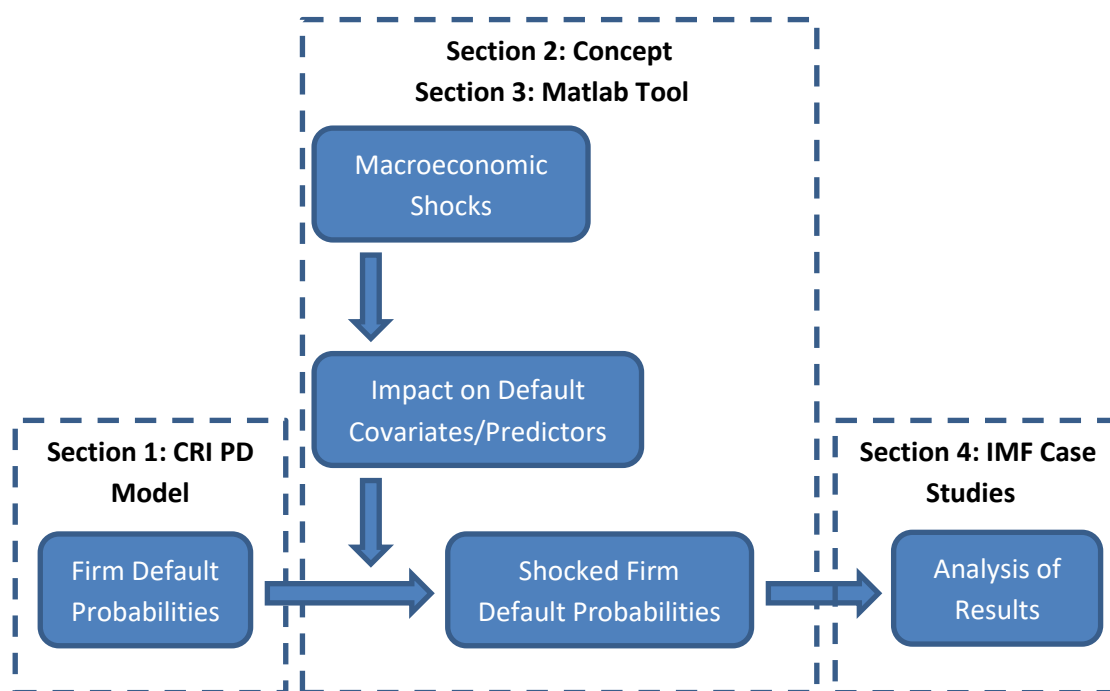 Section 2: Concept
Section 3: Matlab Tool
Macroeconomic
Shocks
Impact on Default
Covariates/Predictors
Section 1: CRI PD
Model
Firm Default
Probabilities
Shocked Firm
Default Probabilities
Section 4: IMF Case
Studies
Analysis of
Results